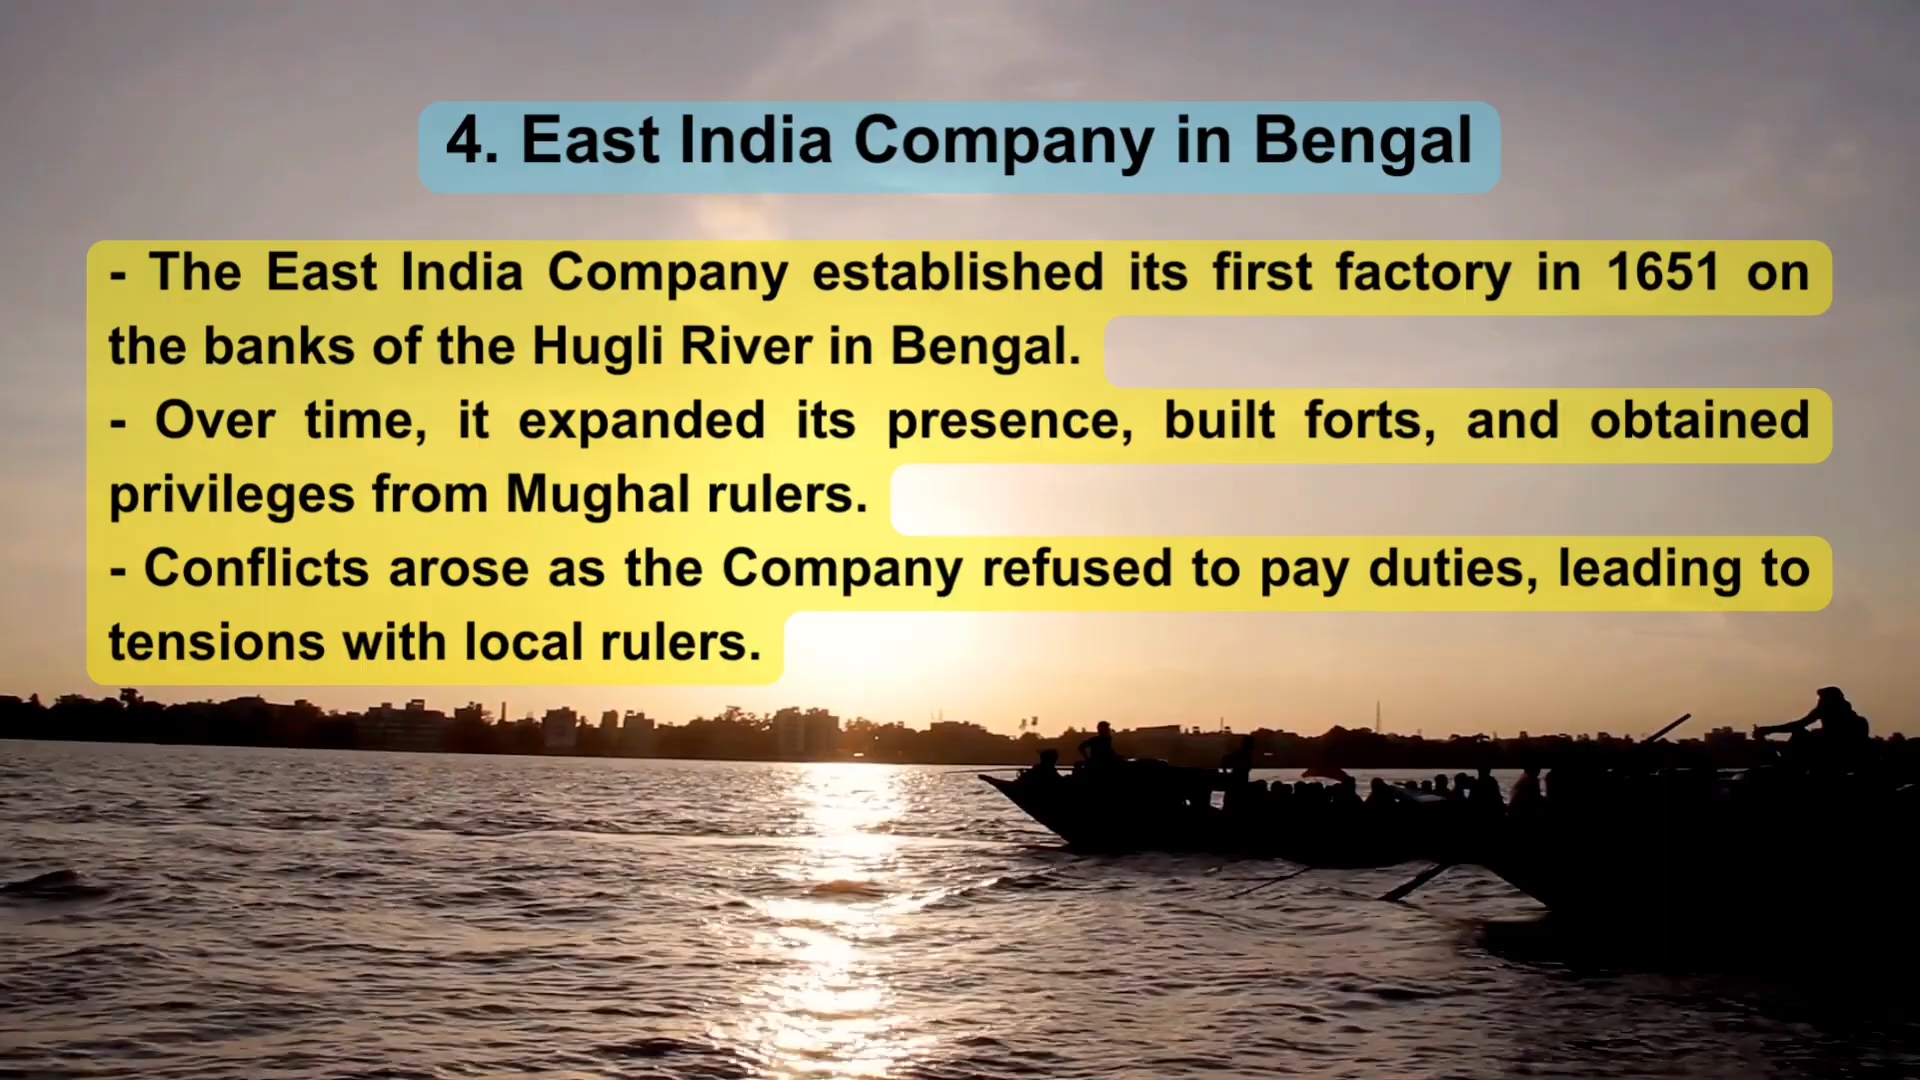 4. East India Company in Bengal
- The East India Company established its first factory in 1651 on
the banks of the Hugli River in Bengal.
- Over time, it expanded its presence, built forts, and obtained
privileges from Mughal rulers.
- Conflicts arose as the Company refused to pay duties, leading to
tensions with local rulers.